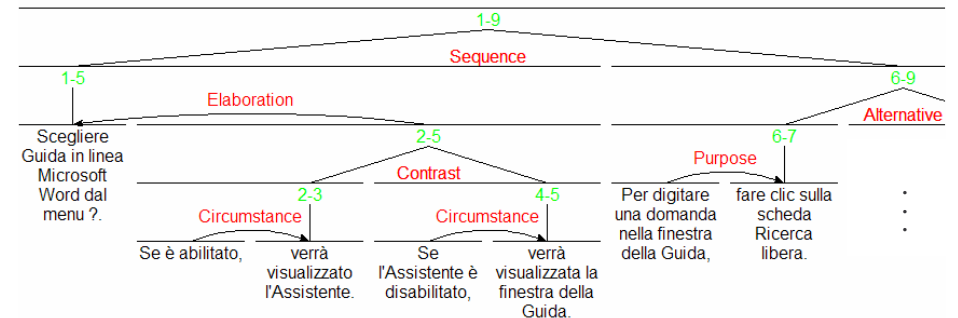 1-9
Sequence
1-5
6-9
Elaboration
Alternative
Scegliere
Guida in linea
Microsoft
Word dal
menu ?.
2-5
6-7
Contrast
Purpose
2-3
4-5
Per digitare
una domanda
nella finestra
della Guida,
fare clic sulla
scheda
Ricerca
libera.
Circumstance
Circumstance
Se è abilitato,
verrà
visualizzato
l'Assistente.
Se
l'Assistente è
disabilitato,
verrà
visualizzata la
finestra della
Guida.